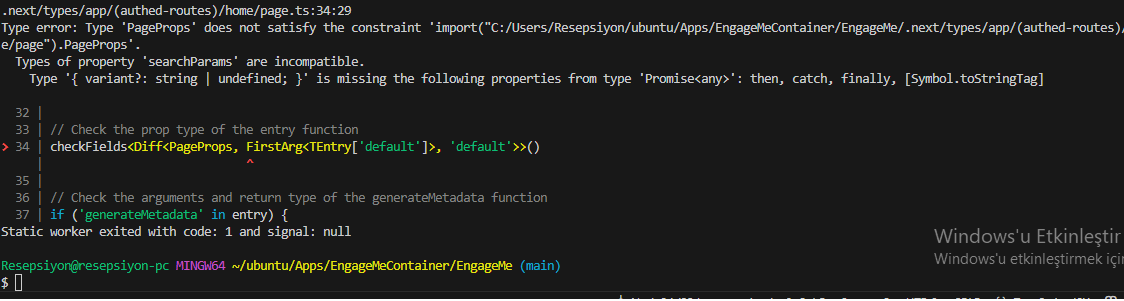 .next/types/app/(authed-routes)/home/page.ts:34:29
Type error: Type 'PageProps' does not satisfy the constraint 'import("C:/Users/Resepsiyon/ubuntu/Apps/EngageMeContainer/EngageMe/.next/types/app/(authed-routes)/
e/page").PageProps'.
Types of property 'searchParams' are incompatible.
Type '{ variant?: string | undefined; }' is missing the following properties from type 'Promise<any>': then, catch, finally, [Symbol.toStringTag]
32 |
33 | // Check the prop type of the entry function
> 34 | checkFields<Diff<PageProps, FirstArg<TEntry['default']>, 'default'>>()
| ^
35 |
36 | // Check the arguments and return type of the generateMetadata function
37 | if ('generateMetadata' in entry) {
Static worker exited with code: 1 and signal: null
Resepsiyon@resepsiyon-pc MINGW64 ~/ubuntu/Apps/EngageMeContainer/EngageMe (main)
$
Windows'u Etkinleştir
Windows'u etkinleştirmek için